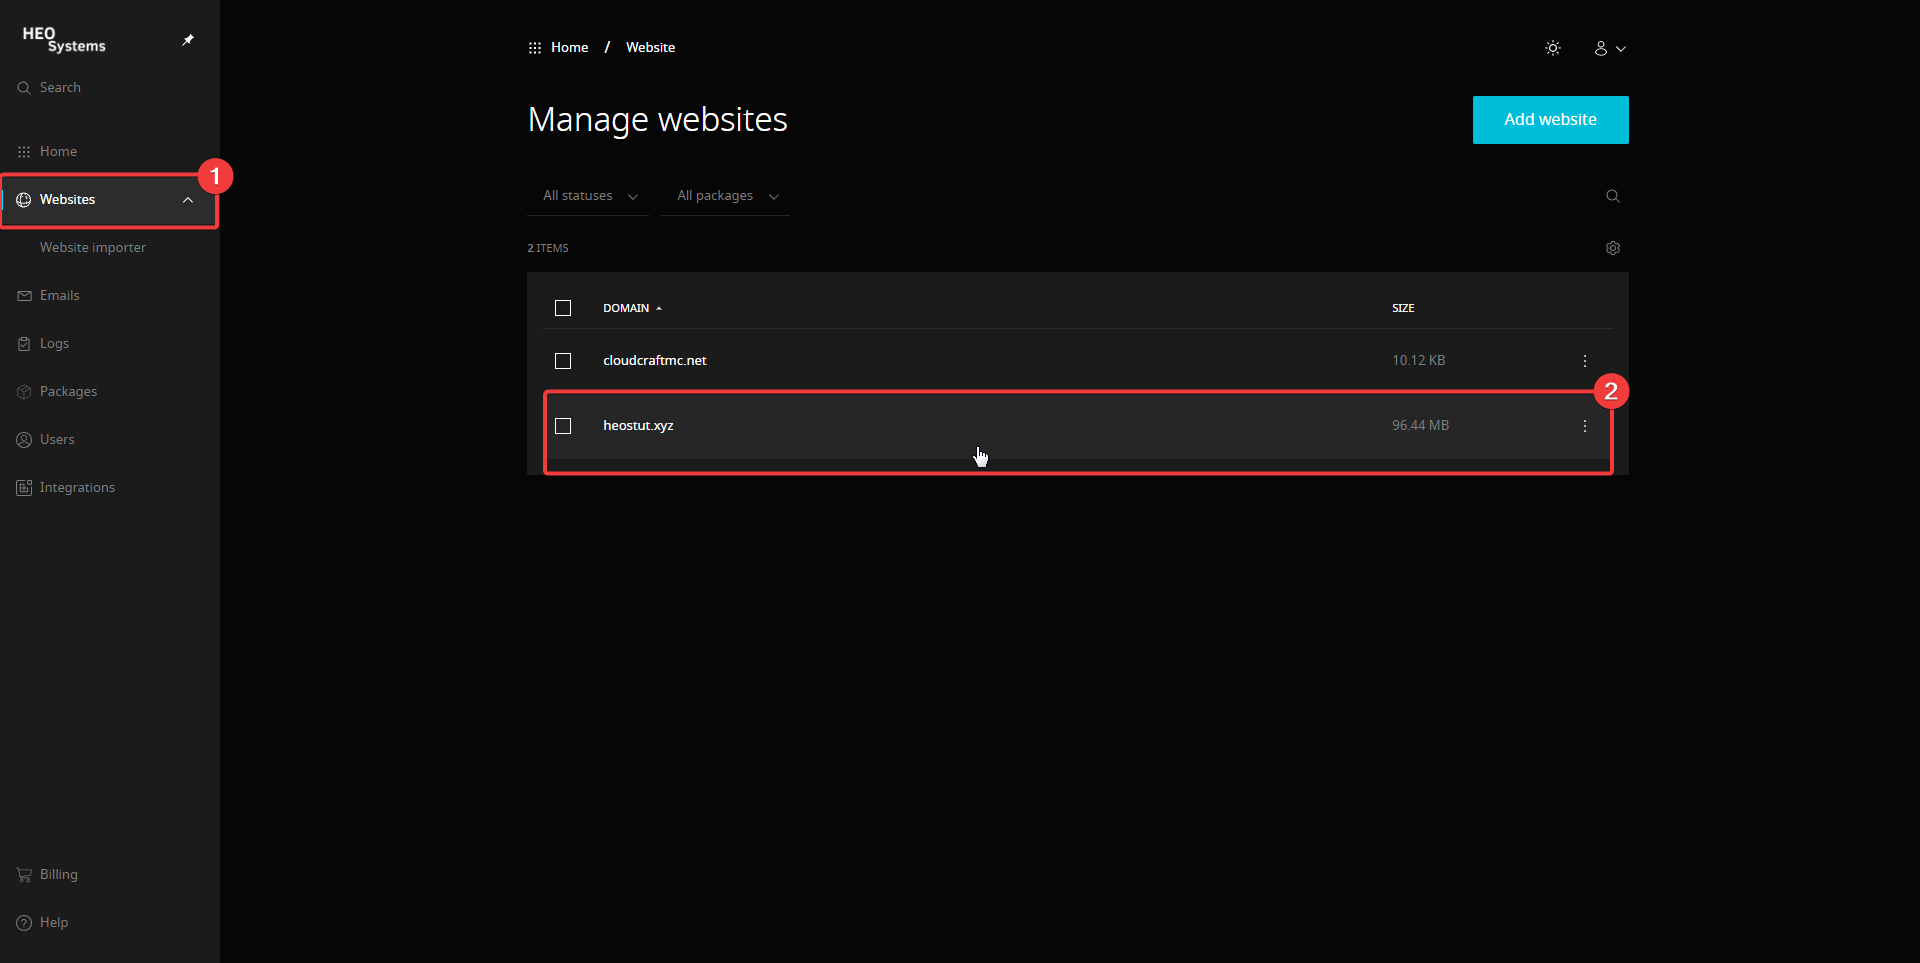 HEO
Systems
Search
Home
1
Websites
Website importer
Emails
Logs
Packages
Users
Integrations
Billing
Help
Home / Website
Manage websites
Add website
All statuses All packages
2 ITEMS
DOMAIN SIZE
cloudcraftmc.net 10.12 KB
2
heostut.xyz 96.44 MB